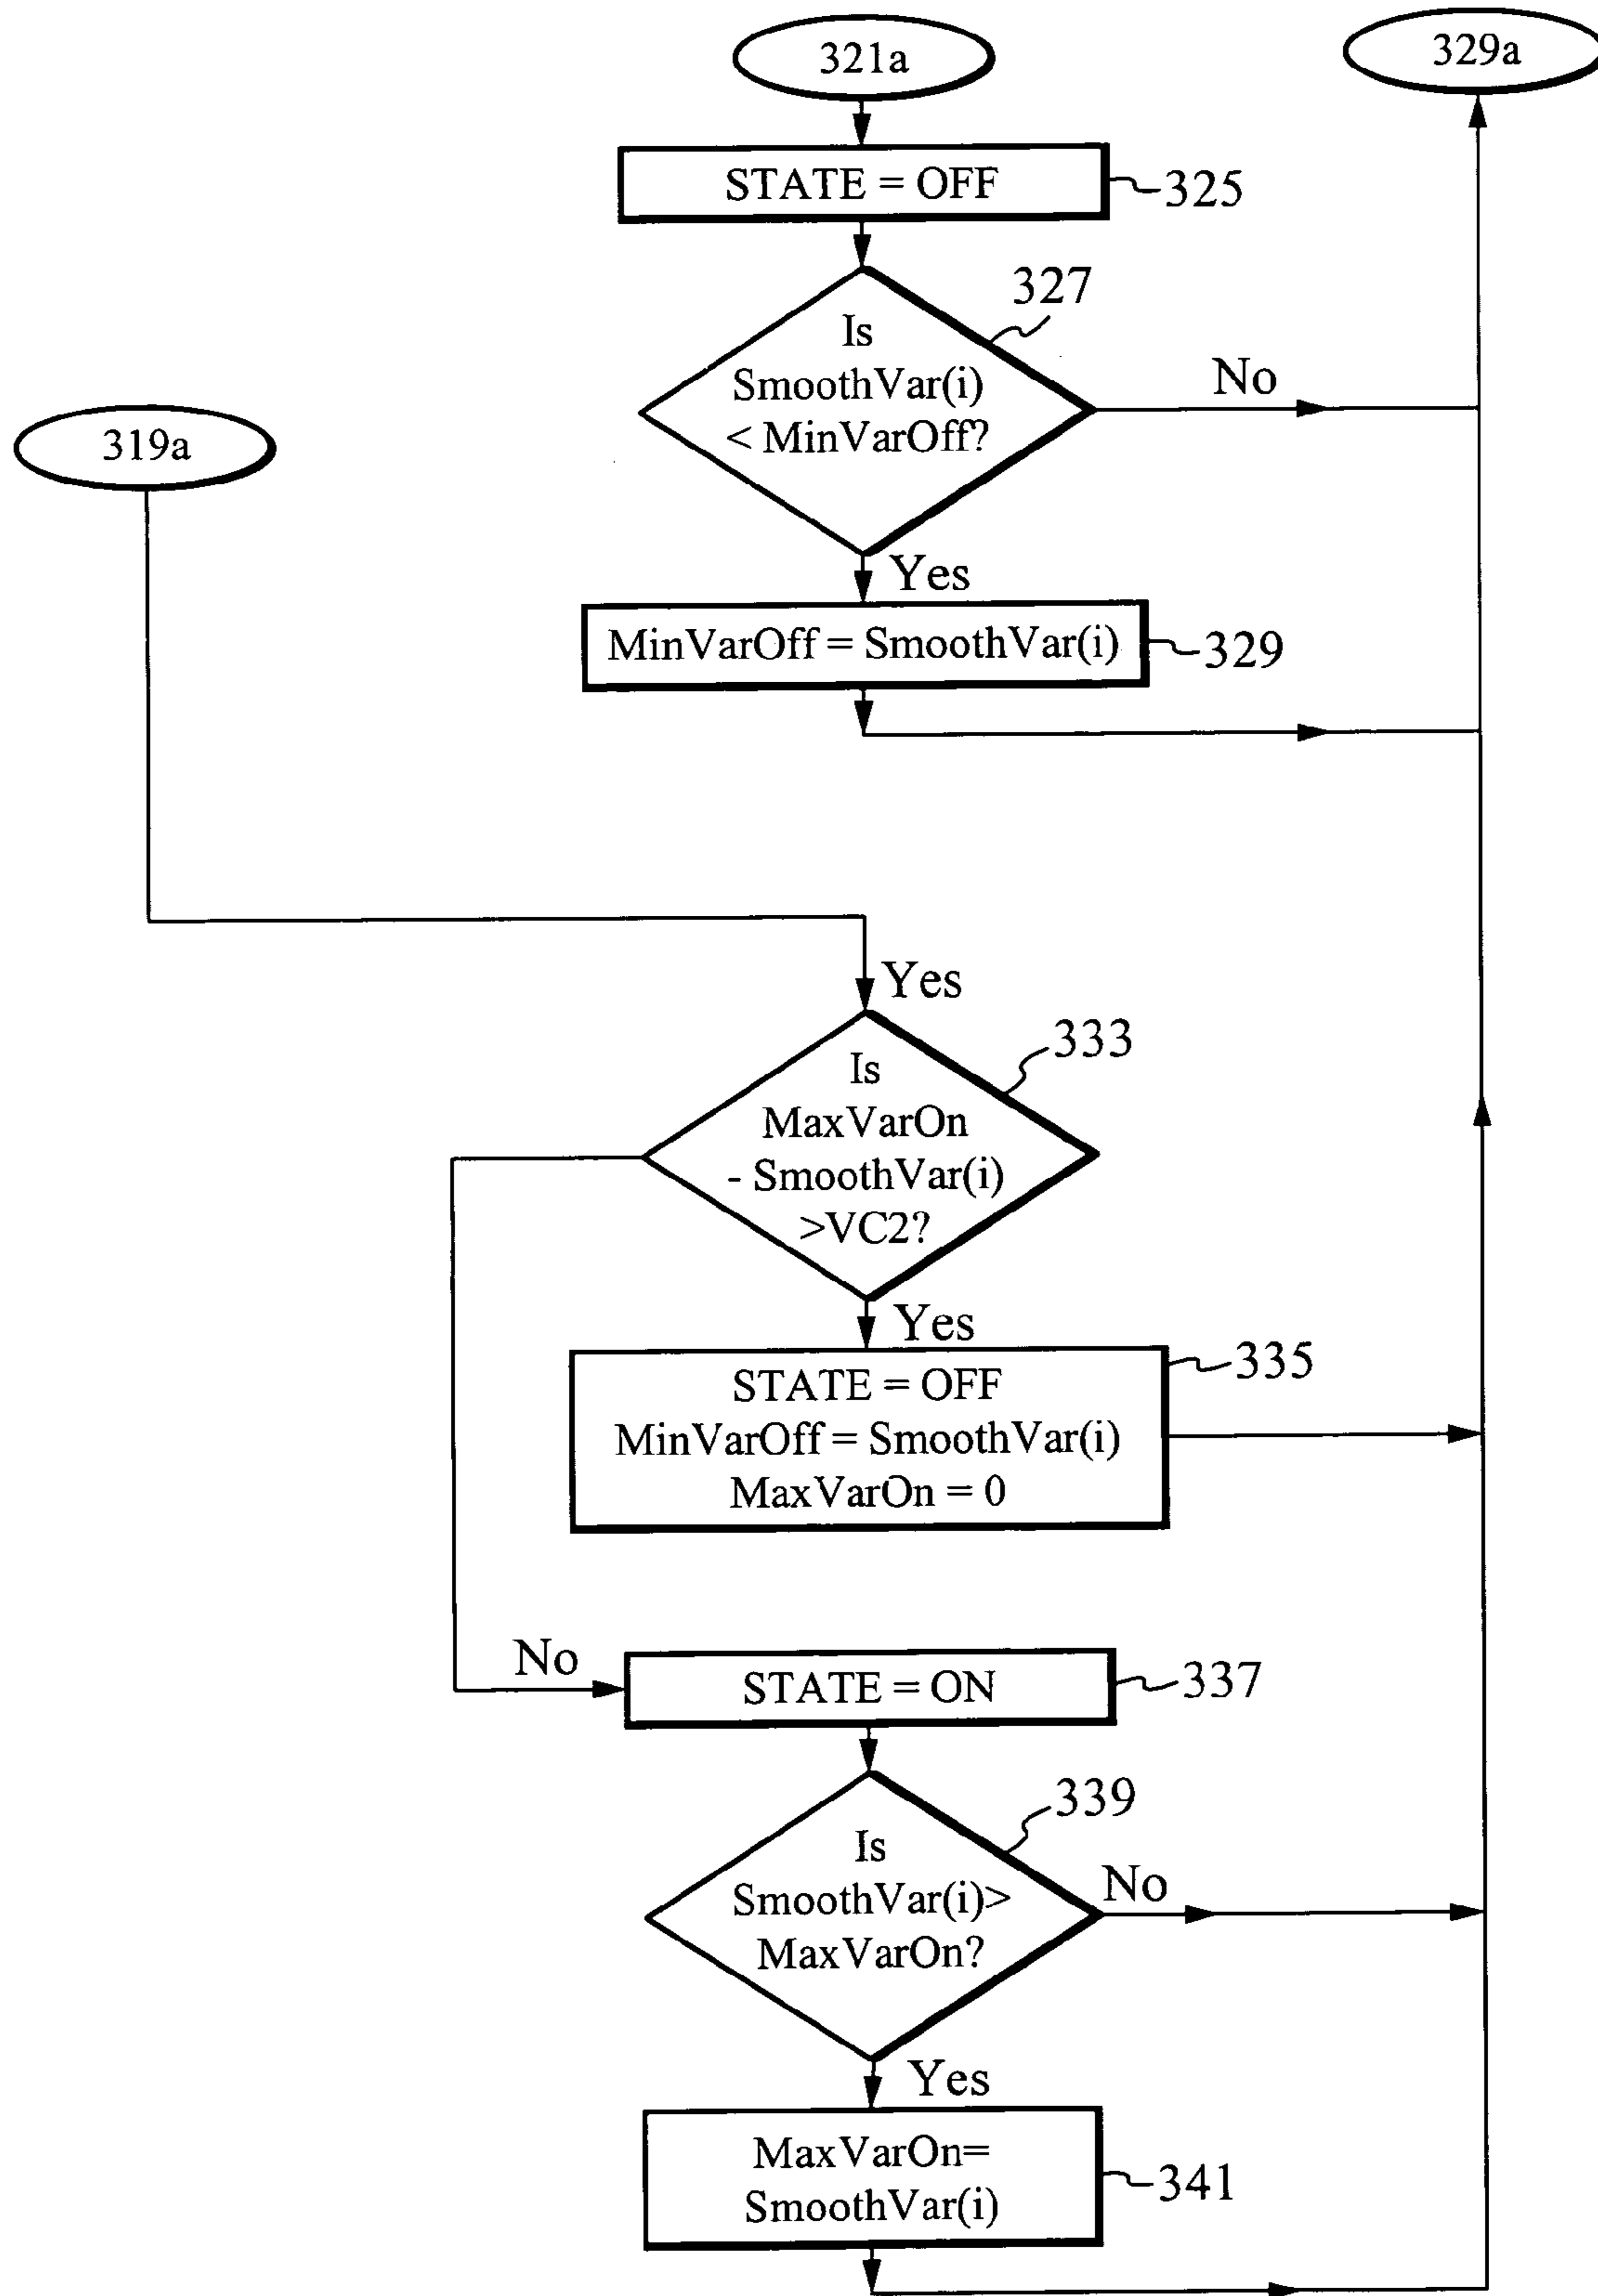 321a
329a
STATE = OFF
325
327
Is
SmoothVar(i)
< MinVarOff?
No
319a
Yes
MinVarOff = SmoothVar(i)
329
Yes
333
Is
MaxVarOn
- SmoothVar(i)
>VC2?
Yes
335
STATE = OFF
MinVarOff = SmoothVar(i)
MaxVarOn = 0
No
STATE = ON
337
339
Is
SmoothVar(i)>
MaxVarOn?
No
Yes
MaxVarOn=
SmoothVar(i)
341